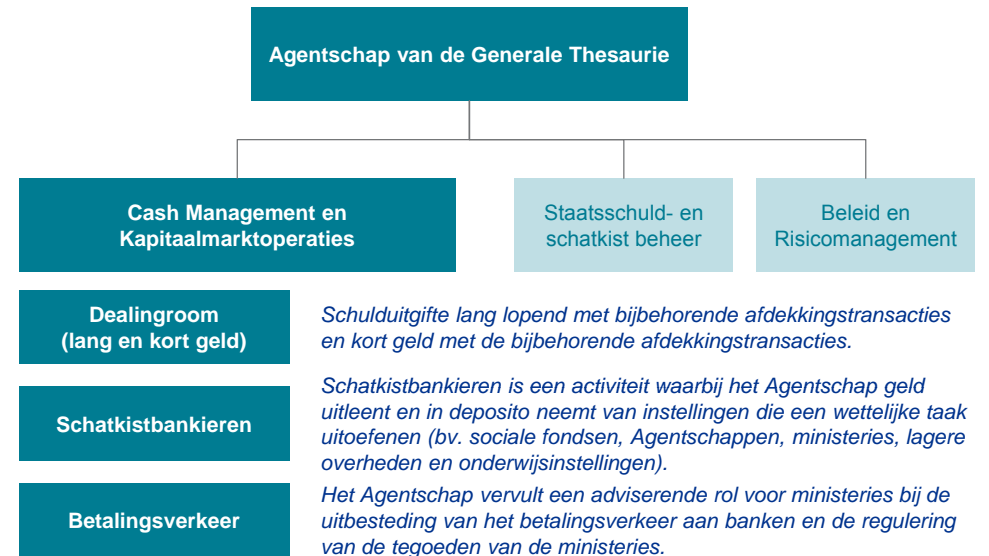 Agentschap van de Generale Thesaurie
Cash Management en
Kapitaalmarktoperaties
Staatsschuld- en
schatkist beheer
Beleid en
Risicomanagement
Dealingroom
(lang en kort geld)
Schulduitgifte lang lopend met bijbehorende afdekkingstransacties
en kort geld met de bijbehorende afdekkingstransacties.
Schatkistbankieren
Schatkistbankieren is een activiteit waarbij het Agentschap geld
uitleent en in deposito neemt van instellingen die een wettelijke taak
uitoefenen (bv. sociale fondsen, Agentschappen, ministeries, lagere
overheden en onderwijsinstellingen).
Betalingsverkeer
Het Agentschap vervult een adviserende rol voor ministeries bij de
uitbesteding van het betalingsverkeer aan banken en de regulering
van de tegoeden van de ministeries.